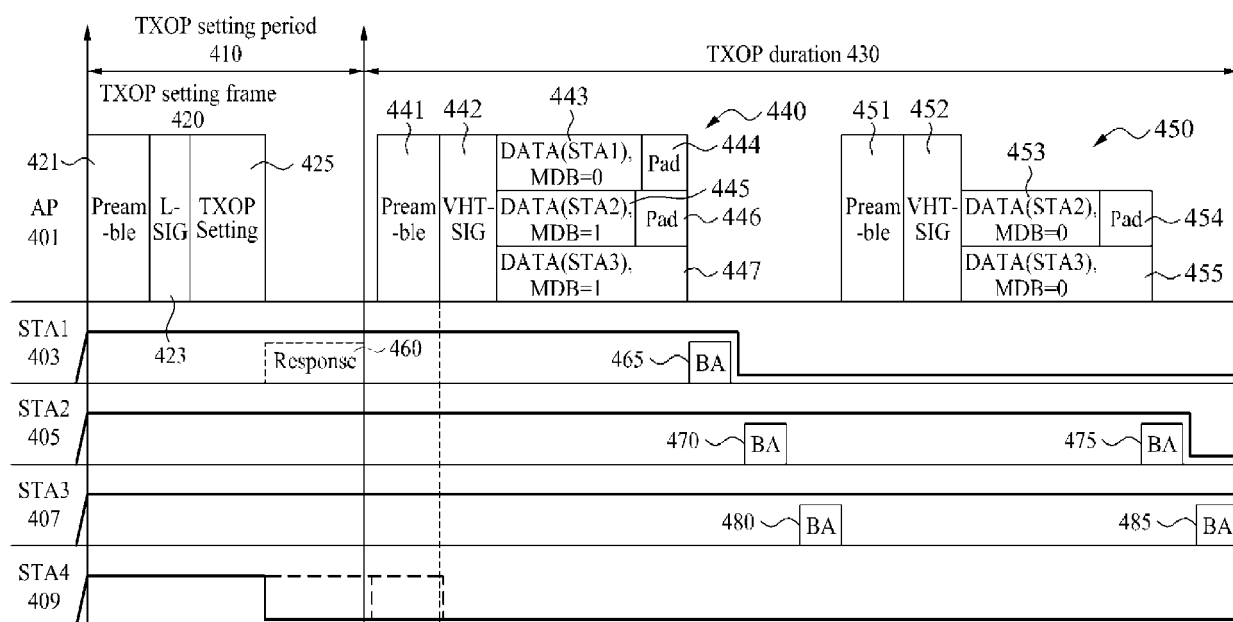 TXOP setting period
410
TXOP duration 430
TXOP setting frame
420
421
425
441
442
443
440
444
445
446
447
451
452
453
450
454
455
AP
401
Pream
-ble
L-
SIG
TXOP
Setting
Pream
-ble
VHT-
SIG
DATA(STA1),
MDB=0
Pad
DATA(STA2),
MDB=1
Pad
DATA(STA3),
MDB=1
Pream
-ble
VHT-
SIG
DATA(STA2),
MDB=0
Pad
DATA(STA3),
MDB=0
STA1
403
423
Response
460
465
BA
STA2
405
470
BA
475
BA
STA3
407
480
BA
485
BA
STA4
409